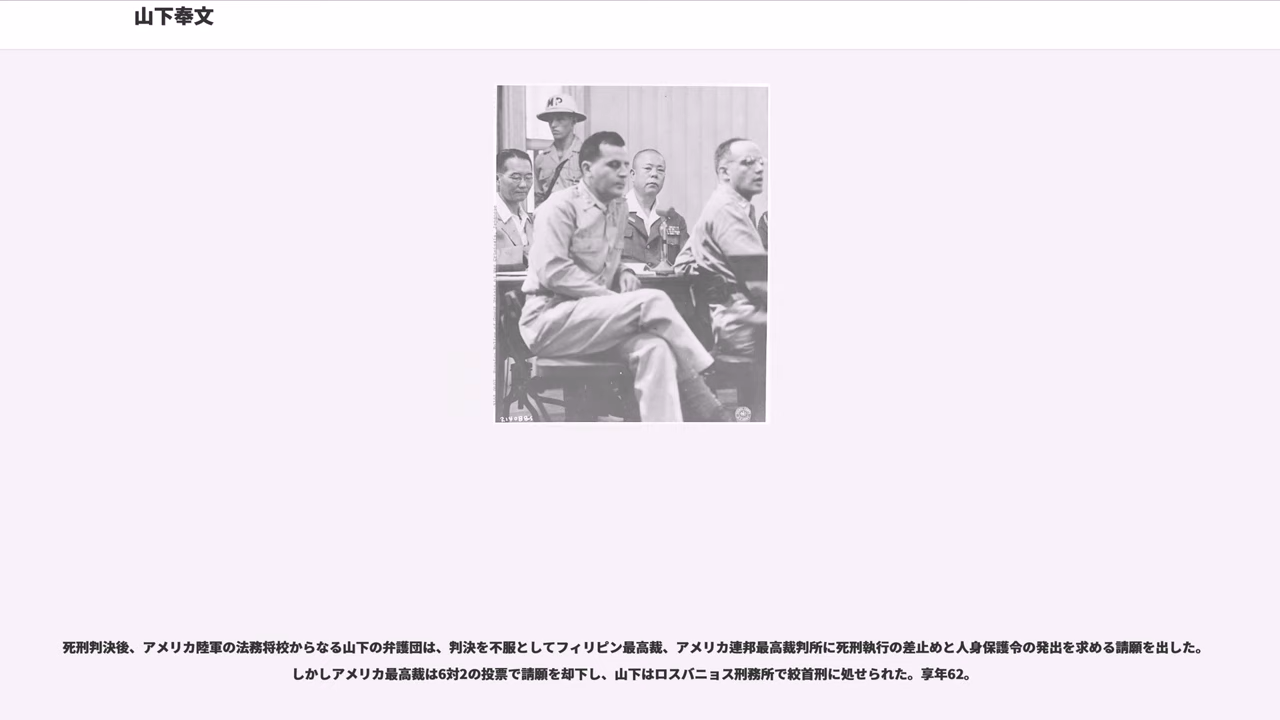 山下奉文
MP
死刑判決後、アメリカ陸軍の法務将校からなる山下の弁護団は、判決を不服としてフィリピン最高裁、アメリカ連邦最高裁判所に死刑執行の差止めと人身保護令の発出を求める請願を出した。
しかしアメリカ最高裁は6対2の投票で請願を却下し、山下はロスバニョス刑務所で絞首刑に処せられた。享年62。